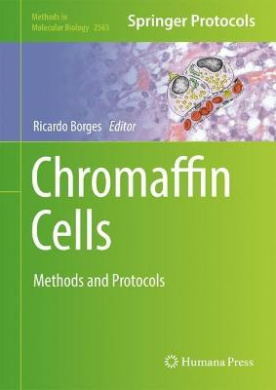 Methods in
Molecular Biology 2565
Springer Protocols
Ricardo Borges Editor
Chromaffin
Cells
Methods and Protocols
Humana Press